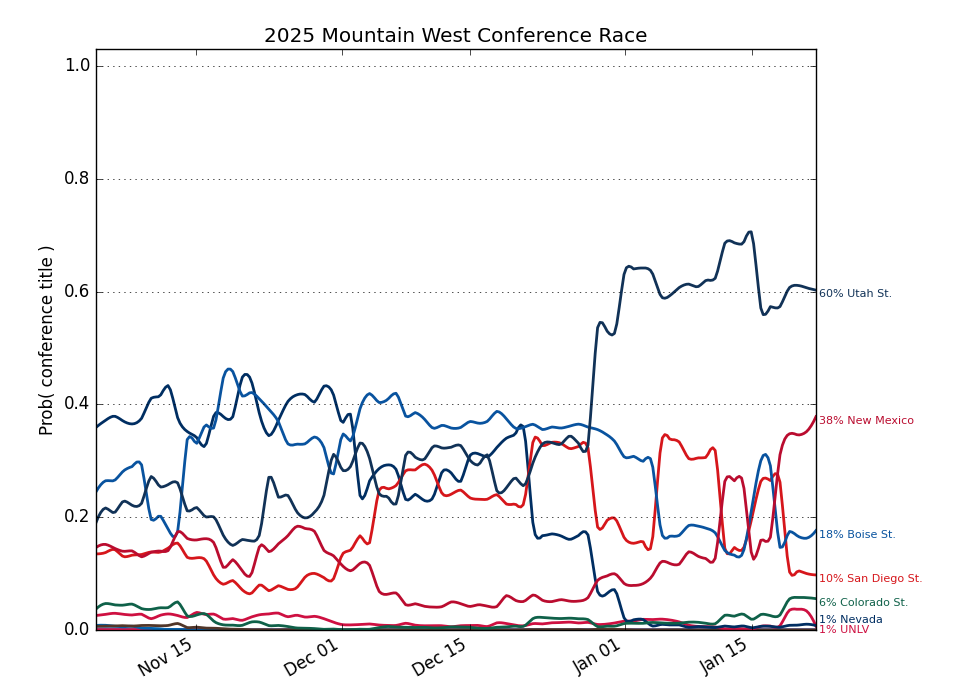 2025 Mountain West Conference Race
Prob( conference title )
1.0
0.8
0.6
0.4
0.2
0.0
Nov 15
Dec 01
Dec 15
Jan 01
Jan 15
60% Utah St.
38% New Mexico
18% Boise St.
10% San Diego St.
6% Colorado St.
1% Nevada
1% UNLV